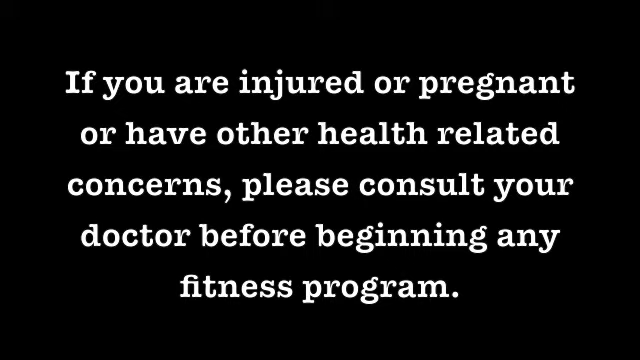 If you are injured or pregnant
or have other health related
concerns, please consult your
doctor before beginning any
fitness program.